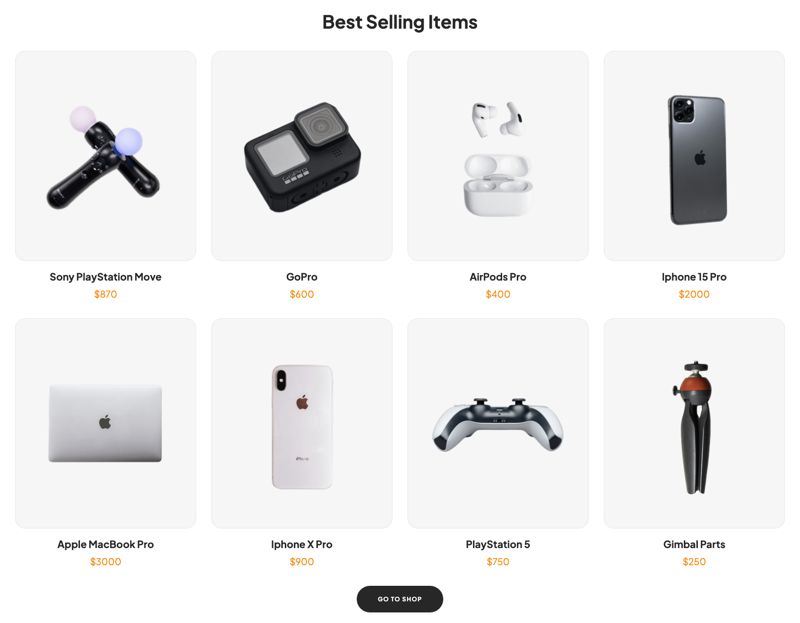 Best Selling Items
Sony PlayStation Move
$870
GoPro
$600
AirPods Pro
$400
Iphone 15 Pro
$2000
Apple MacBook Pro
$3000
Iphone X Pro
$900
PlayStation 5
$750
Gimbal Parts
$250
GO TO SHOP